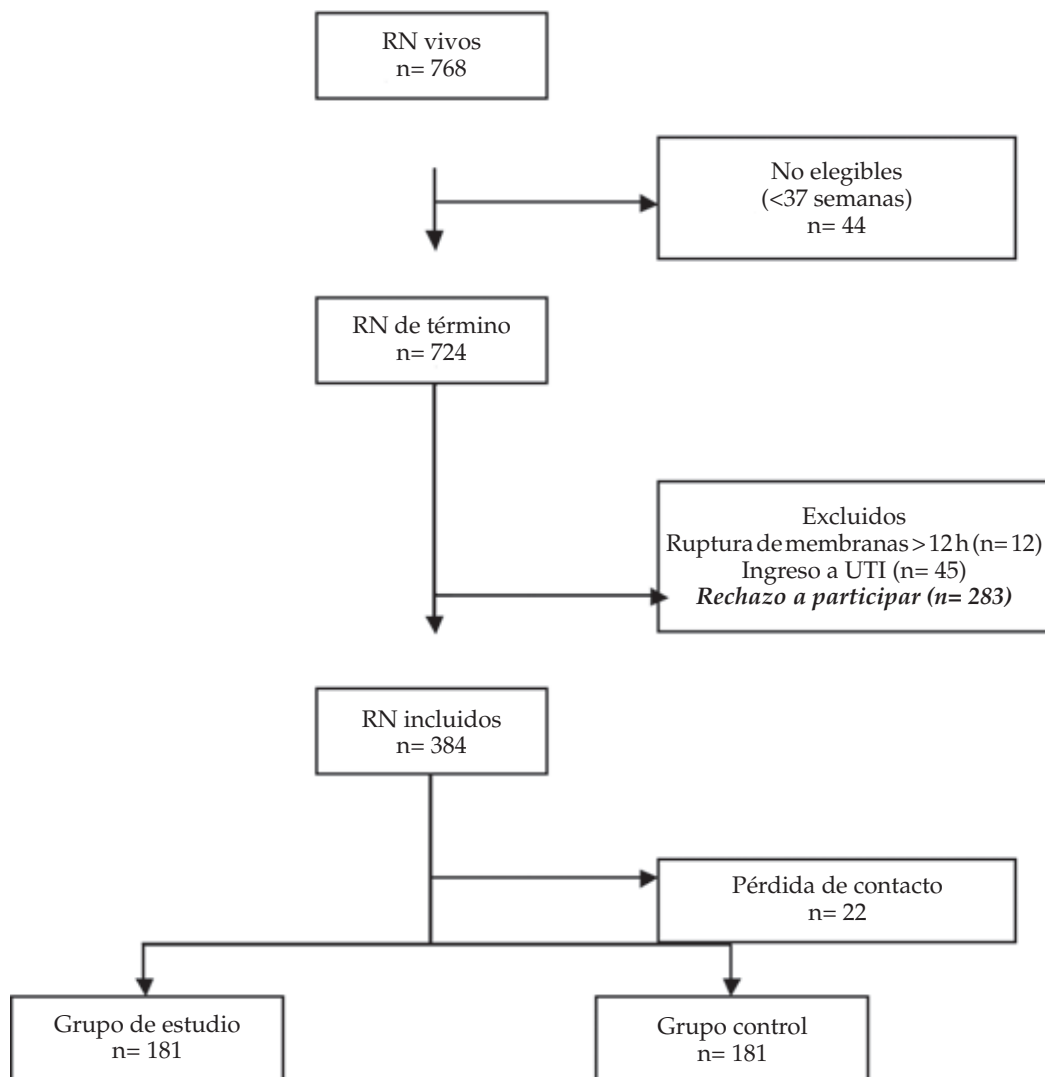 RN vivos
n= 768
No elegibles
(<37 semanas)
n= 44
RN de término
n= 724
Excluidos
Ruptura de membranas > 12 h (n= 12)
Ingreso a UTI (n= 45)
Rechazo a participar (n= 283)
RN incluidos
n= 384
Pérdida de contacto
n= 22
Grupo de estudio
n= 181
Grupo control
n= 181